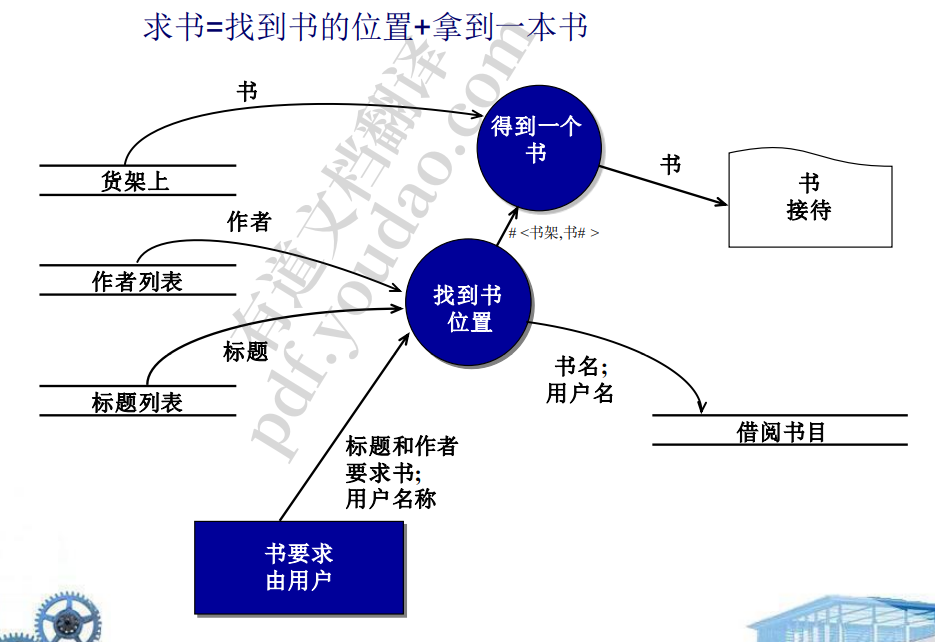 求书=找到书的位置+拿到一本书
书
得到一个
书
货架上
书
书
接待
作者
# <书架,书# >
作者列表
找到书
位置
标题
标题列表
书名;
用户名
借阅书目
标题和作者
要求书;
用户名称
书要求
由用户
有道文档翻译
pdf.youdao.com